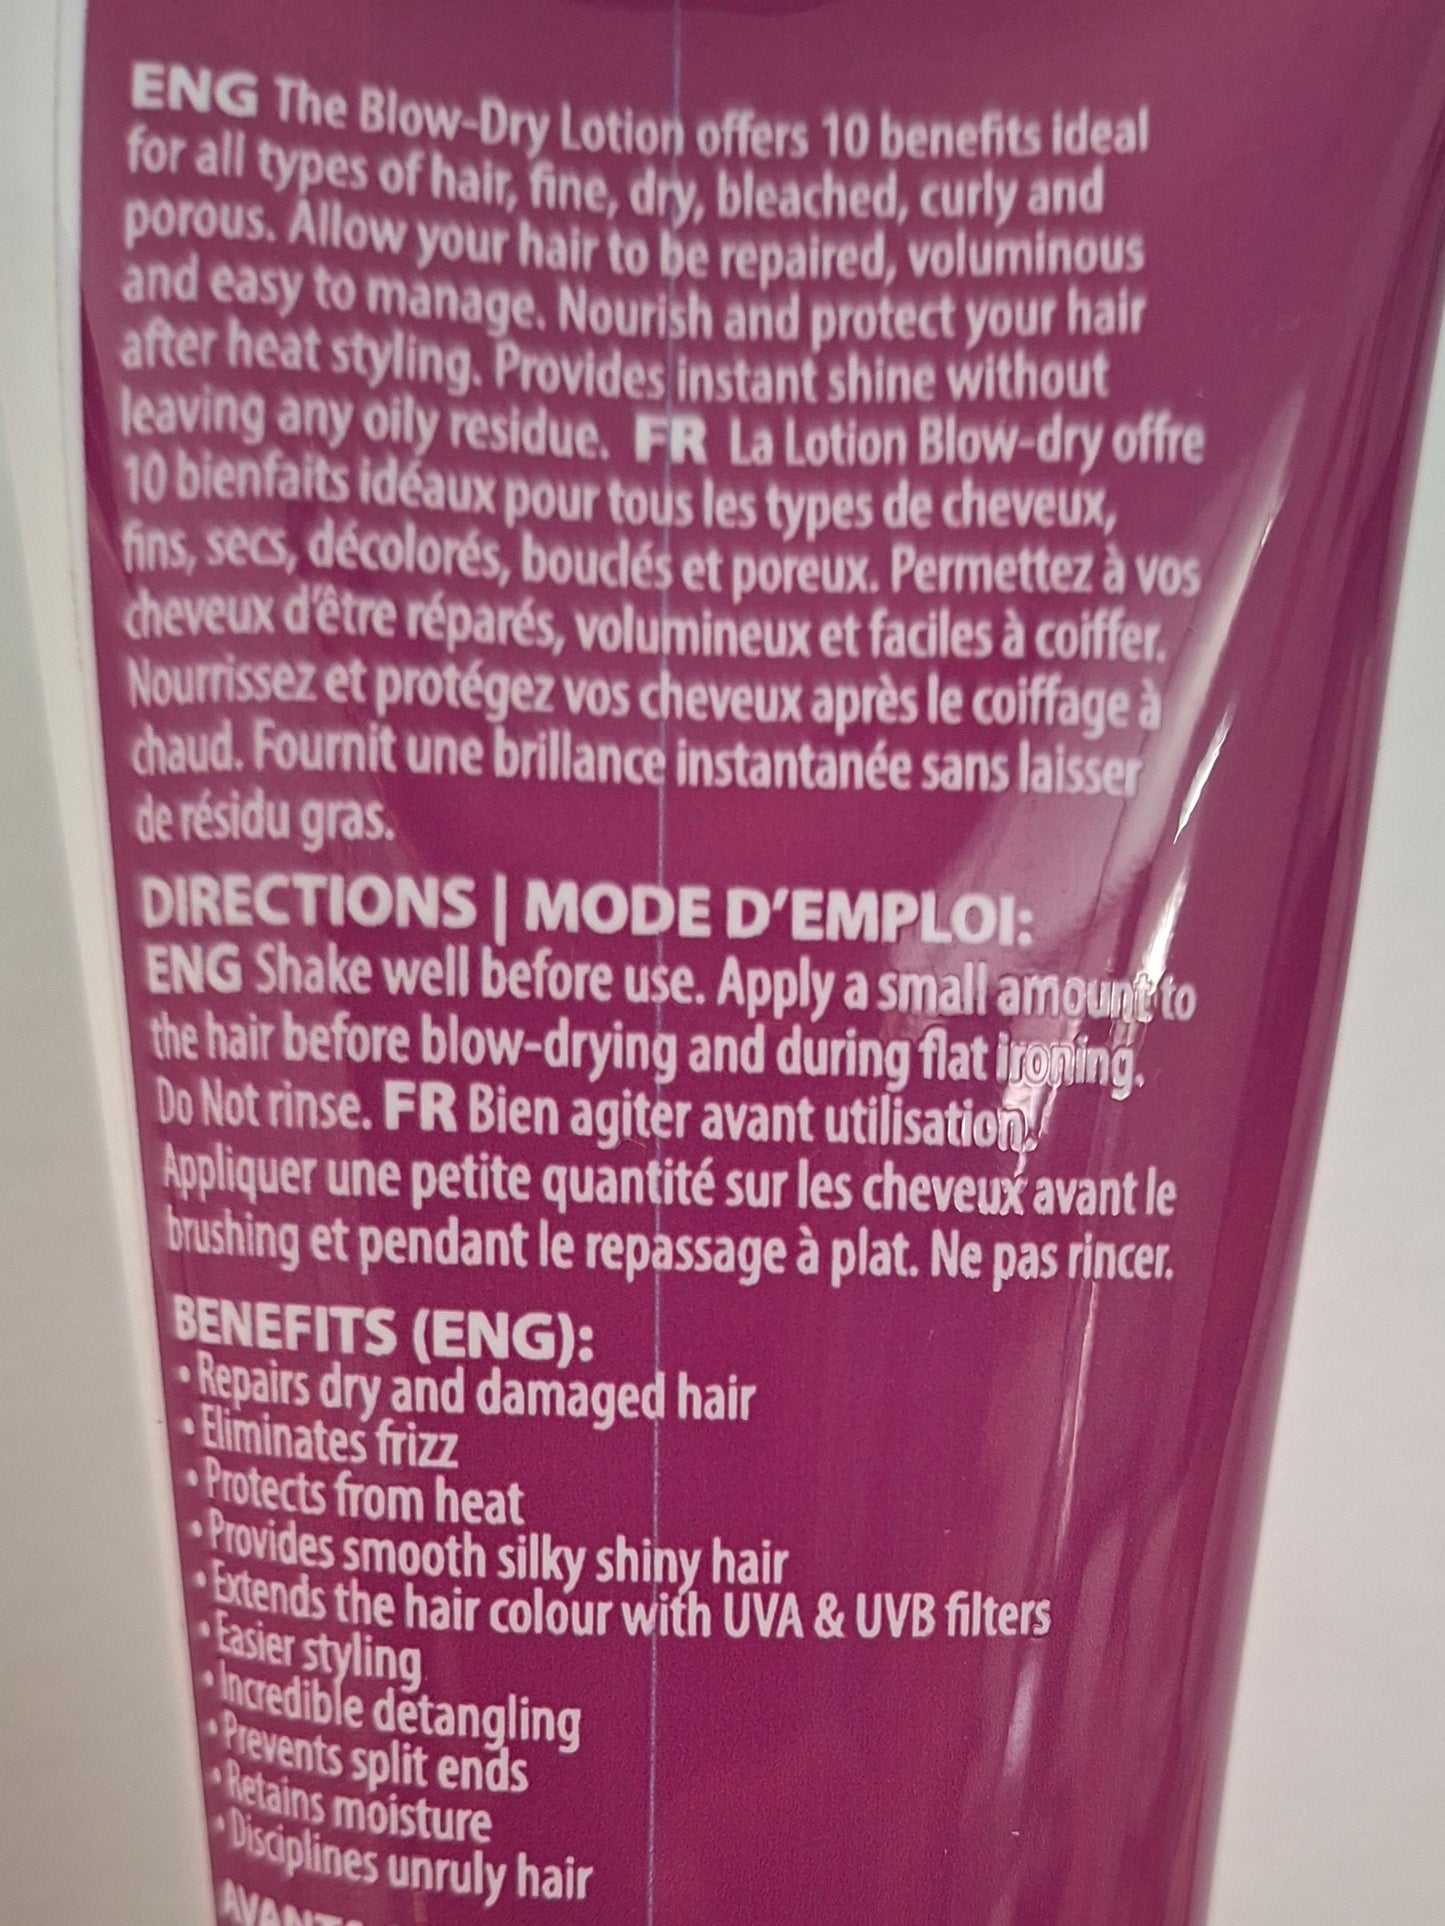 ENG The Blow-Dry Lotion offers 10 benefits ideal
for all types of hair, fine, dry, bleached, curly and
porous. Allow your hair to be repaired, voluminous
and easy to manage. Nourish and protect your hair
after heat styling. Provides instant shine without
leaving any oily residue. FR La Lotion Blow-dry offre
10 bienfaits idéaux pour tous les types de cheveux,
fins, secs, décolorés, bouclés et poreux. Permettez à vos
cheveux d'être réparés, volumineux et faciles à coiffer.
Nourrissez et protégez vos cheveux après le coiffage à
chaud. Fournit une brillance instantanée sans laisser
de résidu gras.
DIRECTIONS | MODE D'EMPLOI:
ENG Shake well before use. Apply a small amount to
the hair before blow-drying and during flat ironing.
Do Not rinse. FR Bien agiter avant utilisation.
Appliquer une petite quantité sur les cheveux avant le
brushing et pendant le repassage à plat. Ne pas rincer.
BENEFITS (ENG):
• Repairs dry and damaged hair
• Eliminates frizz
• Protects from heat
• Provides smooth silky shiny hair
• Extends the hair colour with UVA & UVB filters
• Easier styling
• Incredible detangling
• Prevents split ends
• Retains moisture
• Disciplines unruly hair